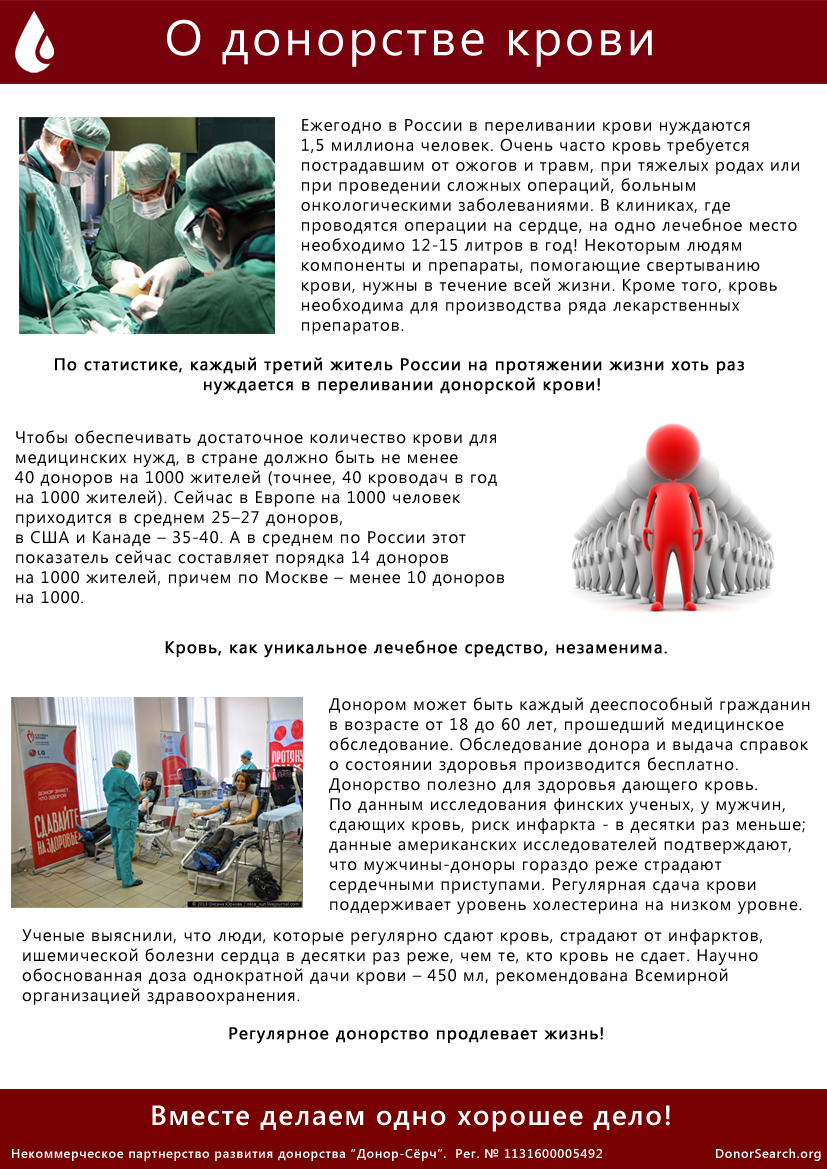 О донорстве крови
Ежегодно в России в переливании крови нуждаются
1,5 миллиона человек. Очень часто кровь требуется
пострадавшим от ожогов и травм, при тяжелых родах или
при проведении сложных операций, больным
онкологическими заболеваниями. В клиниках, где
проводятся операции на сердце, на одно лечебное место
необходимо 12-15 литров в год! Некоторым людям
компоненты и препараты, помогающие свертыванию
крови, нужны в течение всей жизни. Кроме того, кровь
необходима для производства ряда лекарственных
препаратов.
По статистике, каждый третий житель России на протяжении жизни хоть раз
нуждается в переливании донорской крови!
Чтобы обеспечивать достаточное количество крови для
медицинских нужд, в стране должно быть не менее
40 доноров на 1000 жителей (точнее, 40 кроводач в год
на 1000 жителей). Сейчас в Европе на 1000 человек
приходится в среднем 25–27 доноров,
в США и Канаде – 35-40. А в среднем по России этот
показатель сейчас составляет порядка 14 доноров
на 1000 жителей, причем по Москве – менее 10 доноров
на 1000.
Кровь, как уникальное лечебное средство, незаменима.
LG
ДОНОР ЗНАЕТ,
ЧТО ЗДОРОВ
СДАВАЙТЕ
НА ЗДОРОВЬЕ
Донором может быть каждый дееспособный гражданин
в возрасте от 18 до 60 лет, прошедший медицинское
обследование. Обследование донора и выдача справок
о состоянии здоровья производится бесплатно.
Донорство полезно для здоровья дающего кровь.
По данным исследования финских ученых, у мужчин,
сдающих кровь, риск инфаркта - в десятки раз меньше;
данные американских исследователей подтверждают,
что мужчины-доноры гораздо реже страдают
сердечными приступами. Регулярная сдача крови
поддерживает уровень холестерина на низком уровне.
Ученые выяснили, что люди, которые регулярно сдают кровь, страдают от инфарктов,
ишемической болезни сердца в десятки раз реже, чем те, кто кровь не сдает. Научно
обоснованная доза однократной дачи крови – 450 мл, рекомендована Всемирной
организацией здравоохранения.
Регулярное донорство продлевает жизнь!
Вместе делаем одно хорошее дело!
Некоммерческое партнерство развития донорства "Донор-Сёрч". Рег. № 1131600005492
DonorSearch.org